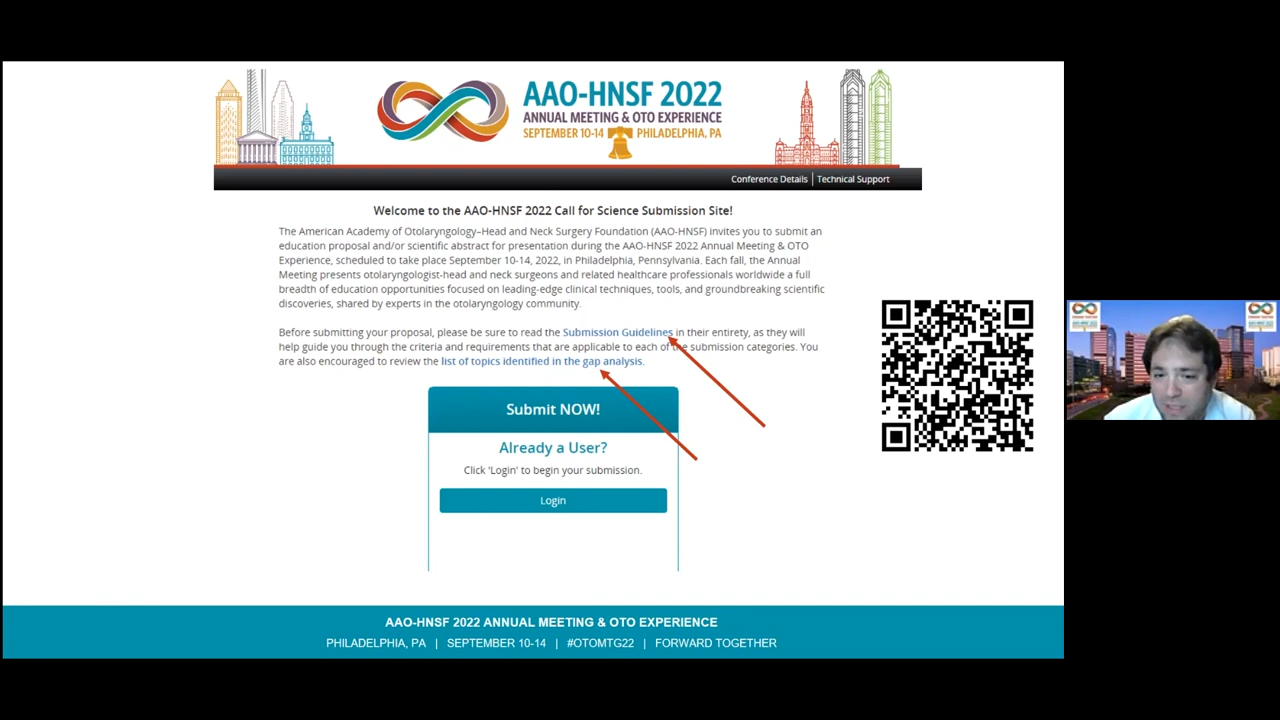 AAO-HNSF 2022
ANNUAL MEETING & OTO EXPERIENCE
SEPTEMBER 10-14 PHILADELPHIA, PA
Conference Details | Technical Support
Welcome to the AAO-HNSF 2022 Call for Science Submission Site!
The American Academy of Otolaryngology–Head and Neck Surgery Foundation (AAO-HNSF) invites you to submit an
education proposal and/or scientific abstract for presentation during the AAO-HNSF 2022 Annual Meeting & OTO
Experience, scheduled to take place September 10-14, 2022, in Philadelphia, Pennsylvania. Each fall, the Annual
Meeting presents otolaryngologist-head and neck surgeons and related healthcare professionals worldwide a full
breadth of education opportunities focused on leading-edge clinical techniques, tools, and groundbreaking scientific
discoveries, shared by experts in the otolaryngology community.
Before submitting your proposal, please be sure to read the Submission Guidelines in their entirety, as they will
help guide you through the criteria and requirements that are applicable to each of the submission categories. You
are also encouraged to review the list of topics identified in the gap analysis.
Submit NOW!
Already a User?
Click 'Login' to begin your submission.
Login
AAO-HNSF 2022 ANNUAL MEETING & OTO EXPERIENCE
PHILADELPHIA, PA | SEPTEMBER 10-14 | #OTOMTG22 | FORWARD TOGETHER